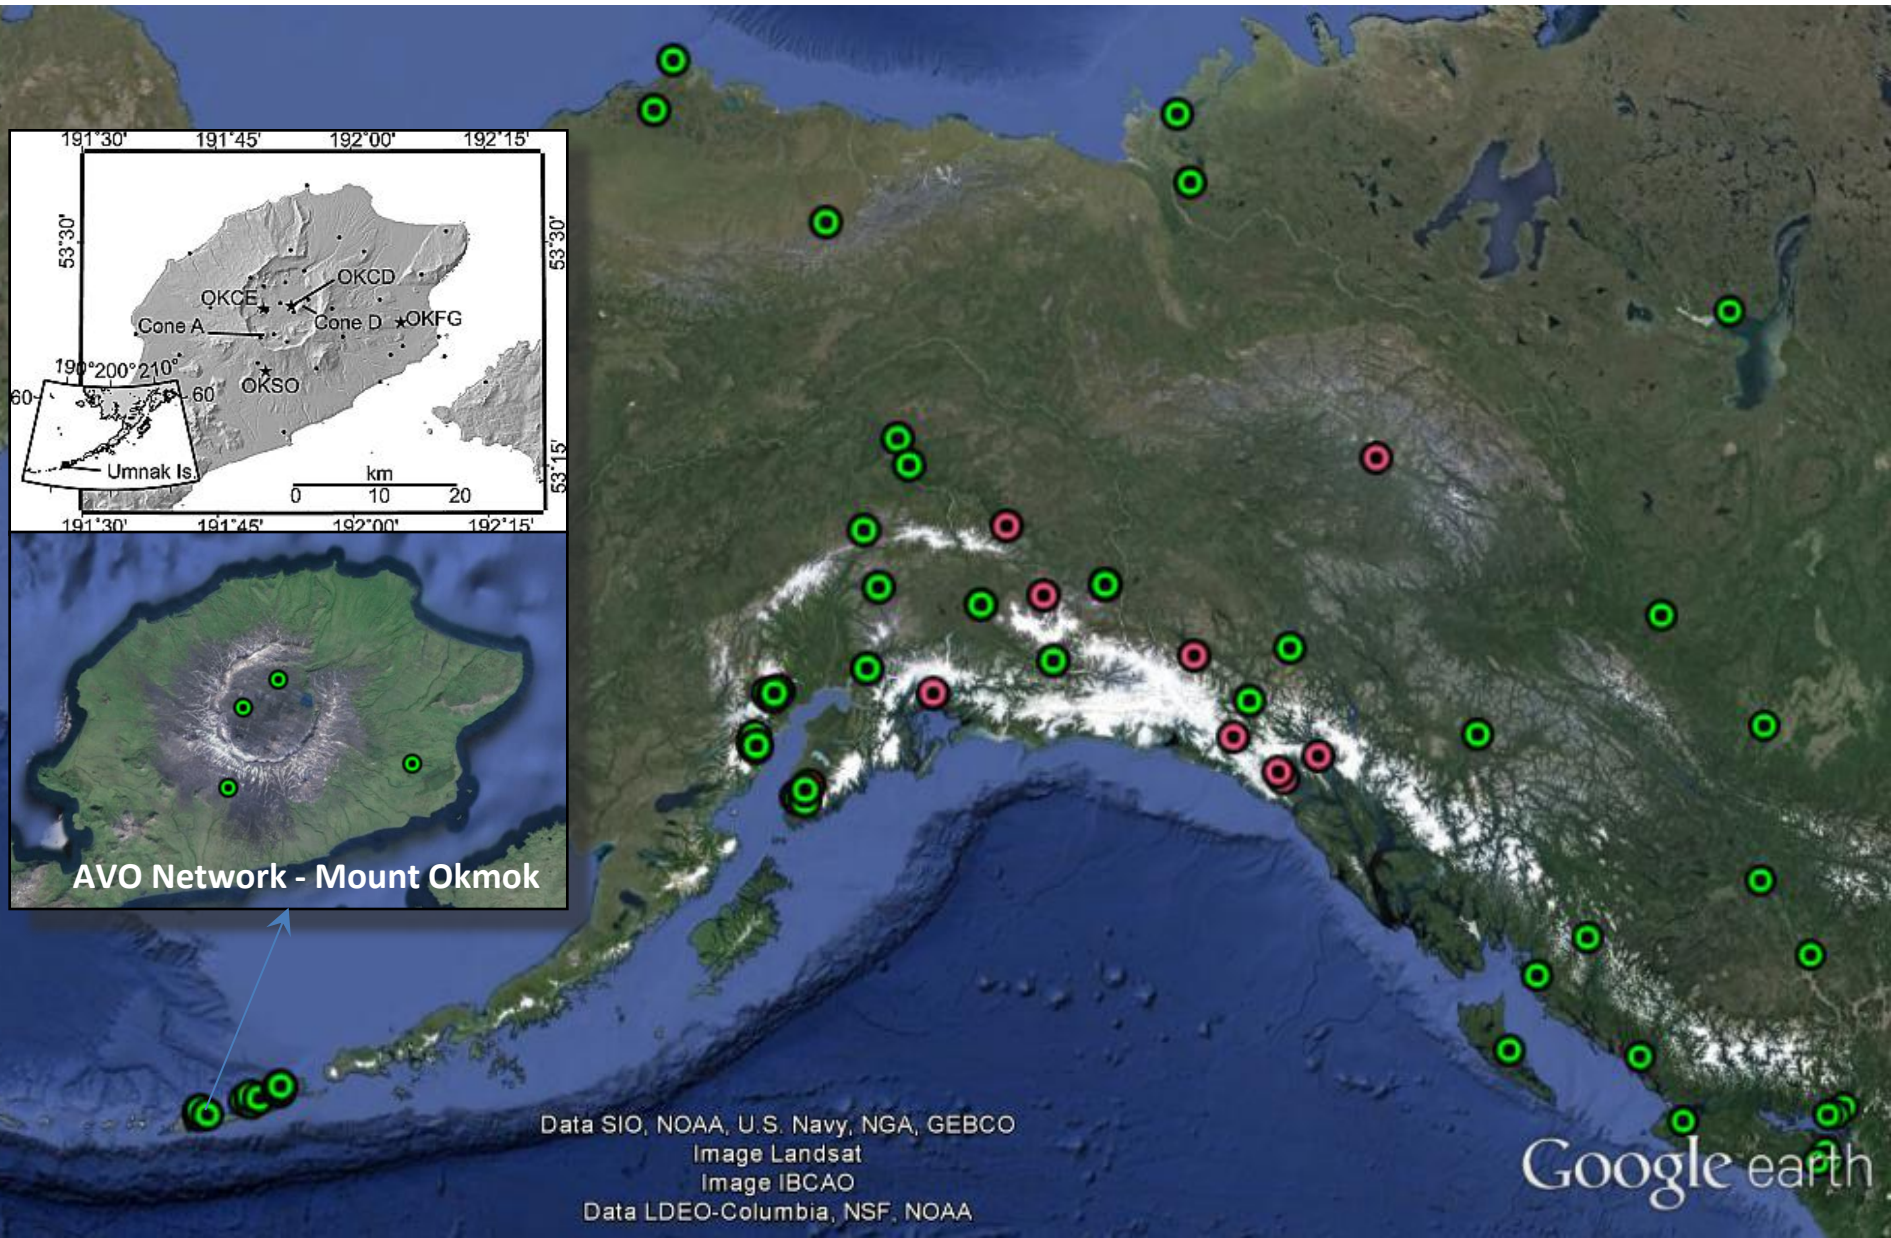 191°30' 191°45' 192°00' 192°15'
53°30'
53°30'
OKCD
OKCE
Cone D
OKFG
Cone A
190°200°210°
OKSO
60
60
Umnak Is.
53°15'
km
0 10 20
191°30' 191°45' 192°00' 192°15'
AVO Network - Mount Okmok
Data SIO, NOAA, U.S. Navy, NGA, GEBCO
Image Landsat
Image IBCAO
Data LDEO-Columbia, NSF, NOAA
Google earth